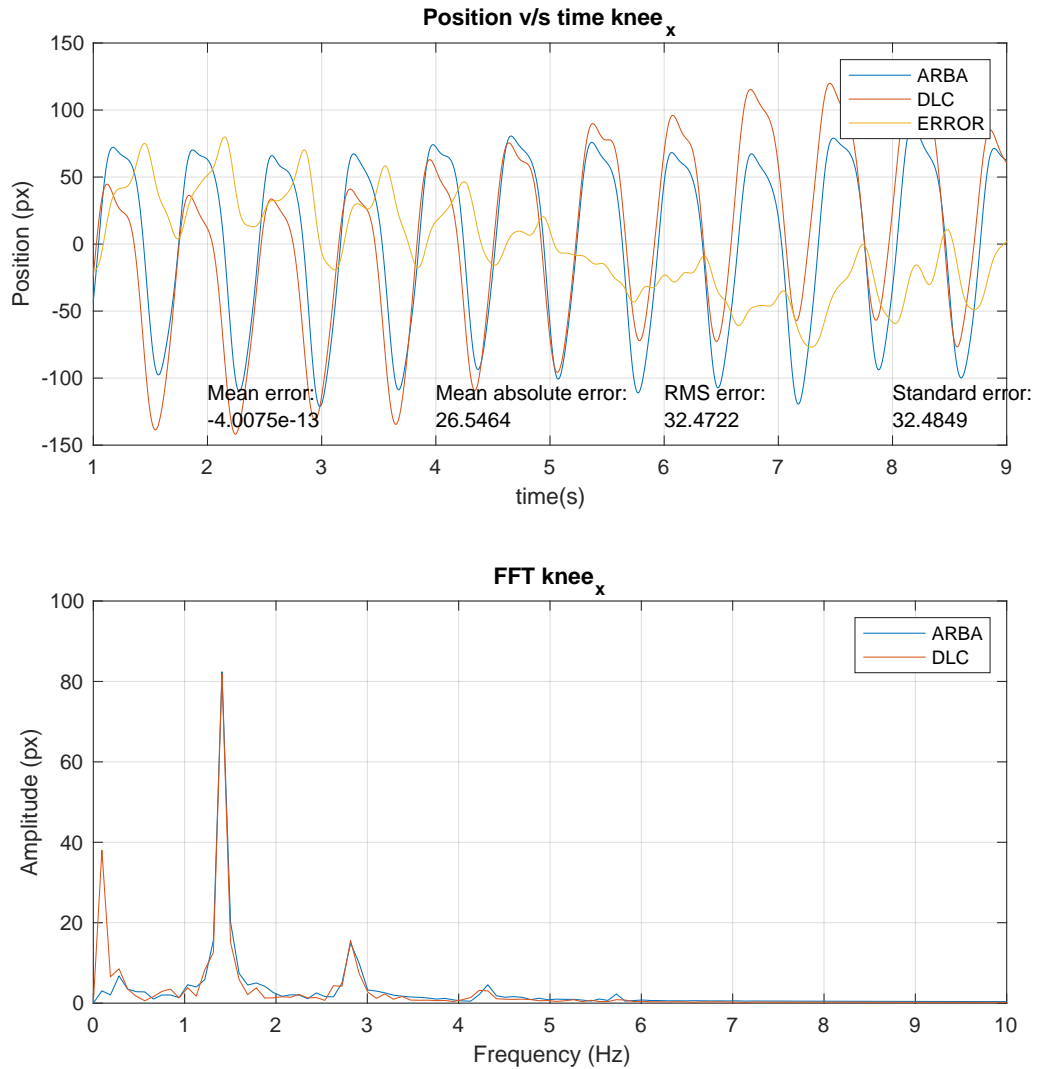 Position v/s time knee_x
150
100
50
0
-50
-100
-150
Position (px)
ARBA
DLC
ERROR
Mean error:
-4.0075e-13
Mean absolute error:
26.5464
RMS error:
32.4722
Standard error:
32.4849
1 2 3 4 5 6 7 8 9
time(s)
FFT knee_x
100
80
60
40
20
0
Amplitude (px)
ARBA
DLC
0 1 2 3 4 5 6 7 8 9 10
Frequency (Hz)